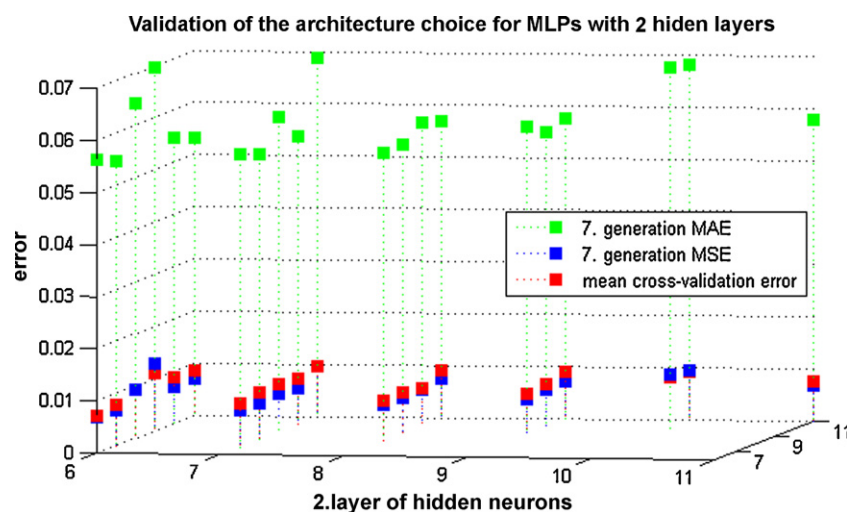 Validation of the architecture choice for MLPs with 2 hiden layers
0.07
0.06
0.05
0.04
0.03
0.02
0.01
0
error
7. generation MAE
7. generation MSE
mean cross-validation error
6
7
8
9
10
11
7
9
11
2.layer of hidden neurons